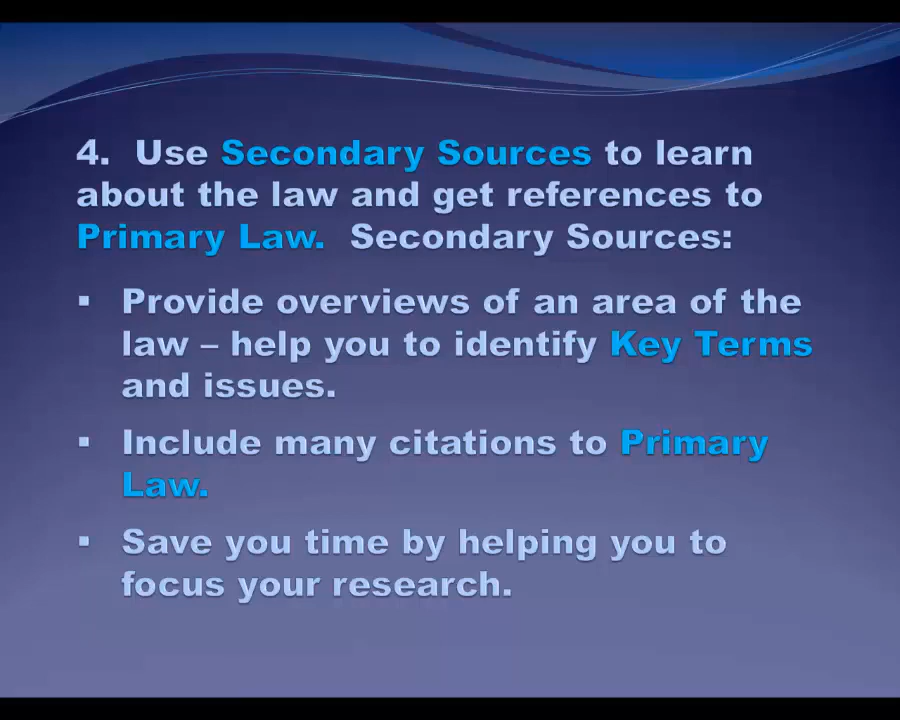 4. Use Secondary Sources to learn
about the law and get references to
Primary Law. Secondary Sources:
▪ Provide overviews of an area of the
law – help you to identify Key Terms
and issues.
▪ Include many citations to Primary
Law.
▪ Save you time by helping you to
focus your research.